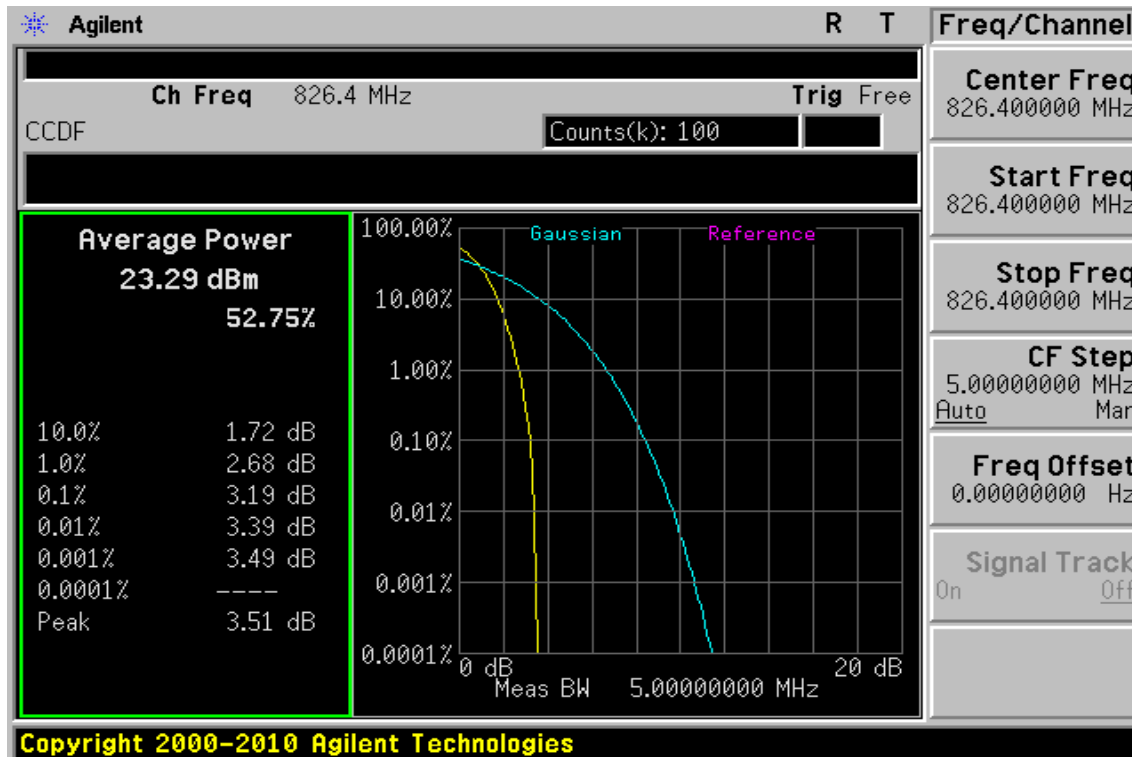 Agilent R T
Ch Freq 826.4 MHz Trig Free
CCDF
Counts(k): 100
Average Power
23.29 dBm
52.75%
10.0% 1.72 dB
1.0% 2.68 dB
0.1% 3.19 dB
0.01% 3.39 dB
0.001% 3.49 dB
0.0001% ----
Peak 3.51 dB
Gaussian Reference
100.00%
10.00%
1.00%
0.10%
0.01%
0.001%
0.0001%
0 dB 20 dB
Meas BW 5.00000000 MHz
Freq/Channel
Center Freq
826.400000 MHz
Start Freq
826.400000 MHz
Stop Freq
826.400000 MHz
CF Step
5.00000000 MHz
Auto Man
Freq Offset
0.00000000 Hz
Signal Track
On Off
Copyright 2000-2010 Agilent Technologies